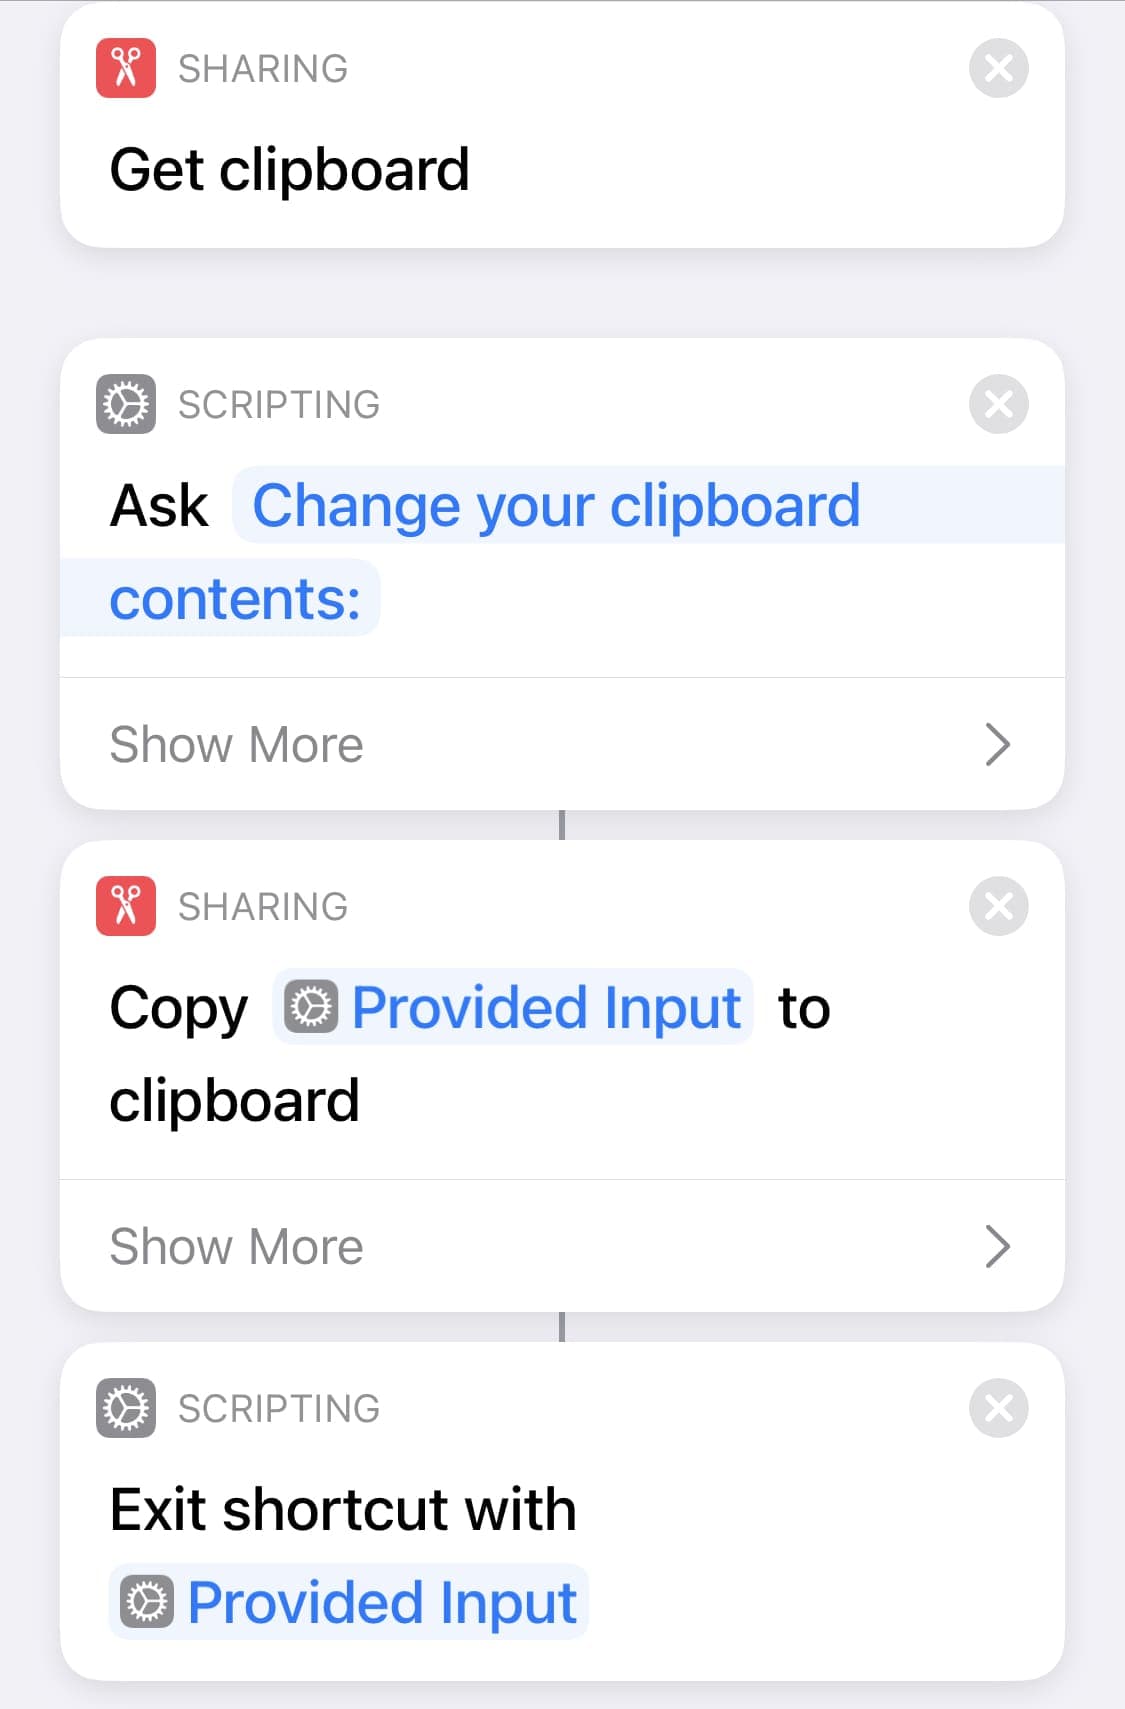 SHARING
Get clipboard
SCRIPTING
Ask Change your clipboard
contents:
Show More
SHARING
Copy Provided Input to
clipboard
Show More
SCRIPTING
Exit shortcut with
Provided Input